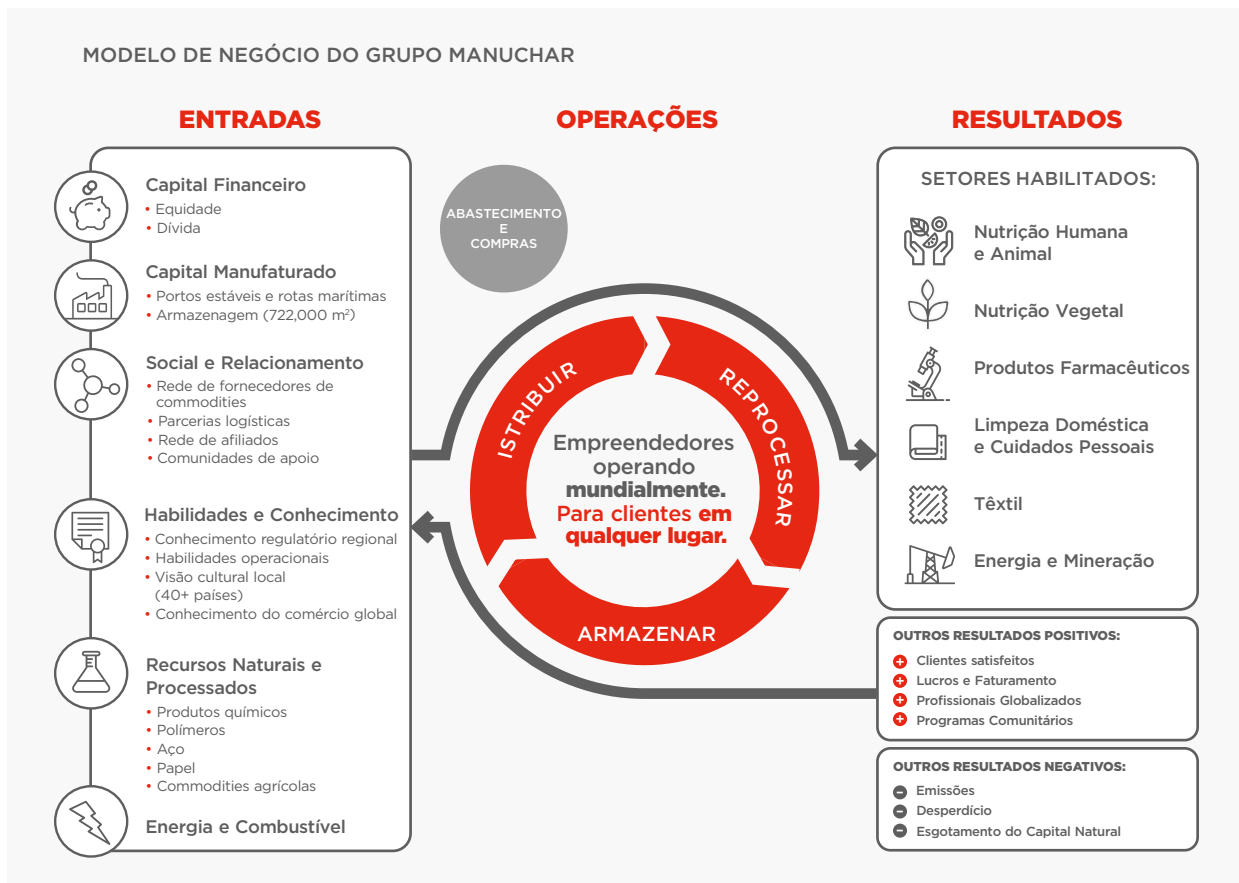 MODELO DE NEGÓCIO DO GRUPO MANUCHAR
ENTRADAS
Capital Financeiro
• Equidade
• Dívida
Capital Manufaturado
• Portos estáveis e rotas marítimas
• Armazenagem (722,000 m²)
Social e Relacionamento
• Rede de fornecedores de
commodities
• Parcerias logísticas
• Rede de afiliados
• Comunidades de apoio
Habilidades e Conhecimento
• Conhecimento regulatório regional
• Habilidades operacionais
• Visão cultural local
(40+ países)
• Conhecimento do comércio global
Recursos Naturais e
Processados
• Produtos químicos
• Polímeros
• Aço
• Papel
• Commodities agrícolas
Energia e Combustível
OPERAÇÕES
ABASTECIMENTO
E
COMPRAS
ISTRIBUIR
REPROCESSAR
ARMAZENAR
Empreendedores
operando
mundialmente.
Para clientes em
qualquer lugar.
RESULTADOS
SETORES HABILITADOS:
Nutrição Humana
e Animal
Nutrição Vegetal
Produtos Farmacêuticos
Limpeza Doméstica
e Cuidados Pessoais
Têxtil
Energia e Mineração
OUTROS RESULTADOS POSITIVOS:
+ Clientes satisfeitos
+ Lucros e Faturamento
+ Profissionais Globalizados
+ Programas Comunitários
OUTROS RESULTADOS NEGATIVOS:
- Emissões
- Desperdício
- Esgotamento do Capital Natural